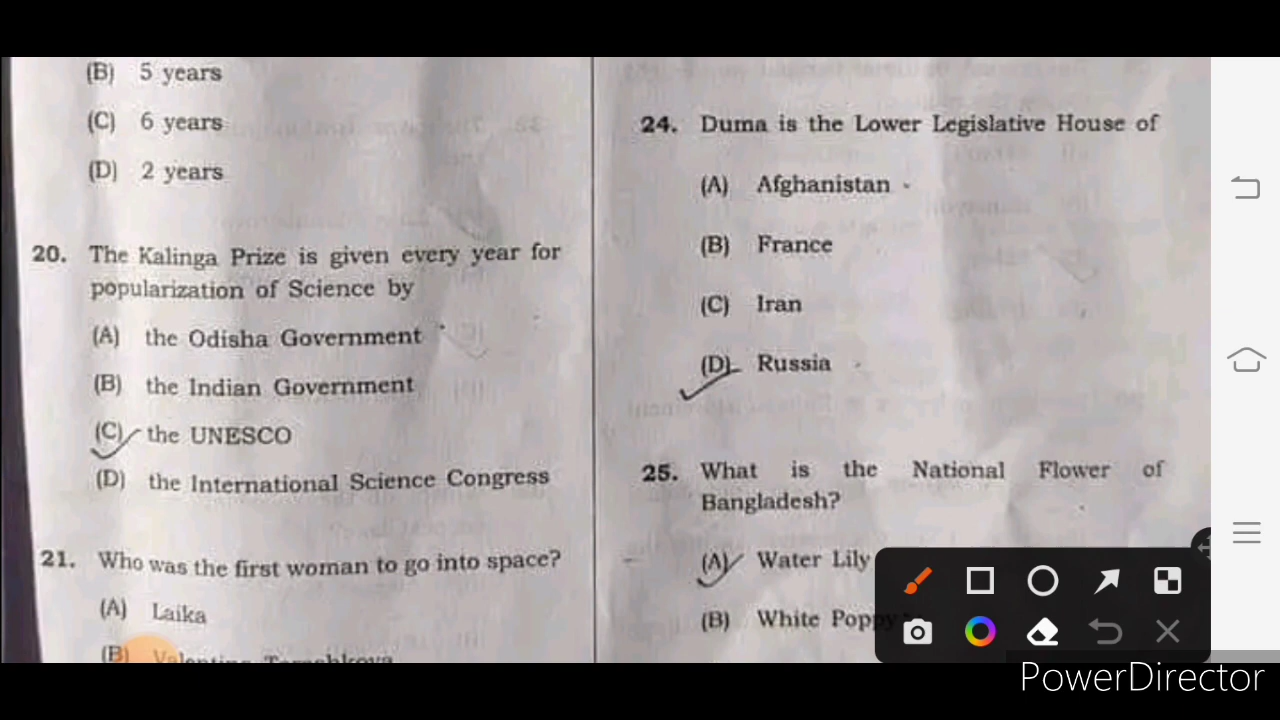 (B) 5 years
(C) 6 years
(D) 2 years
20. The Kalinga Prize is given every year for
popularization of Science by
(A) the Odisha Government
(B) the Indian Government
(C) the UNESCO
(D) the International Science Congress
21. Who was the first woman to go into space?
(A) Laika
(B) Valentina Tereshkova
24. Duma is the Lower Legislative House of
(A) Afghanistan
(B) France
(C) Iran
(D) Russia
25. What is the National Flower of
Bangladesh?
(A) Water Lily
(B) White Poppy
PowerDirector